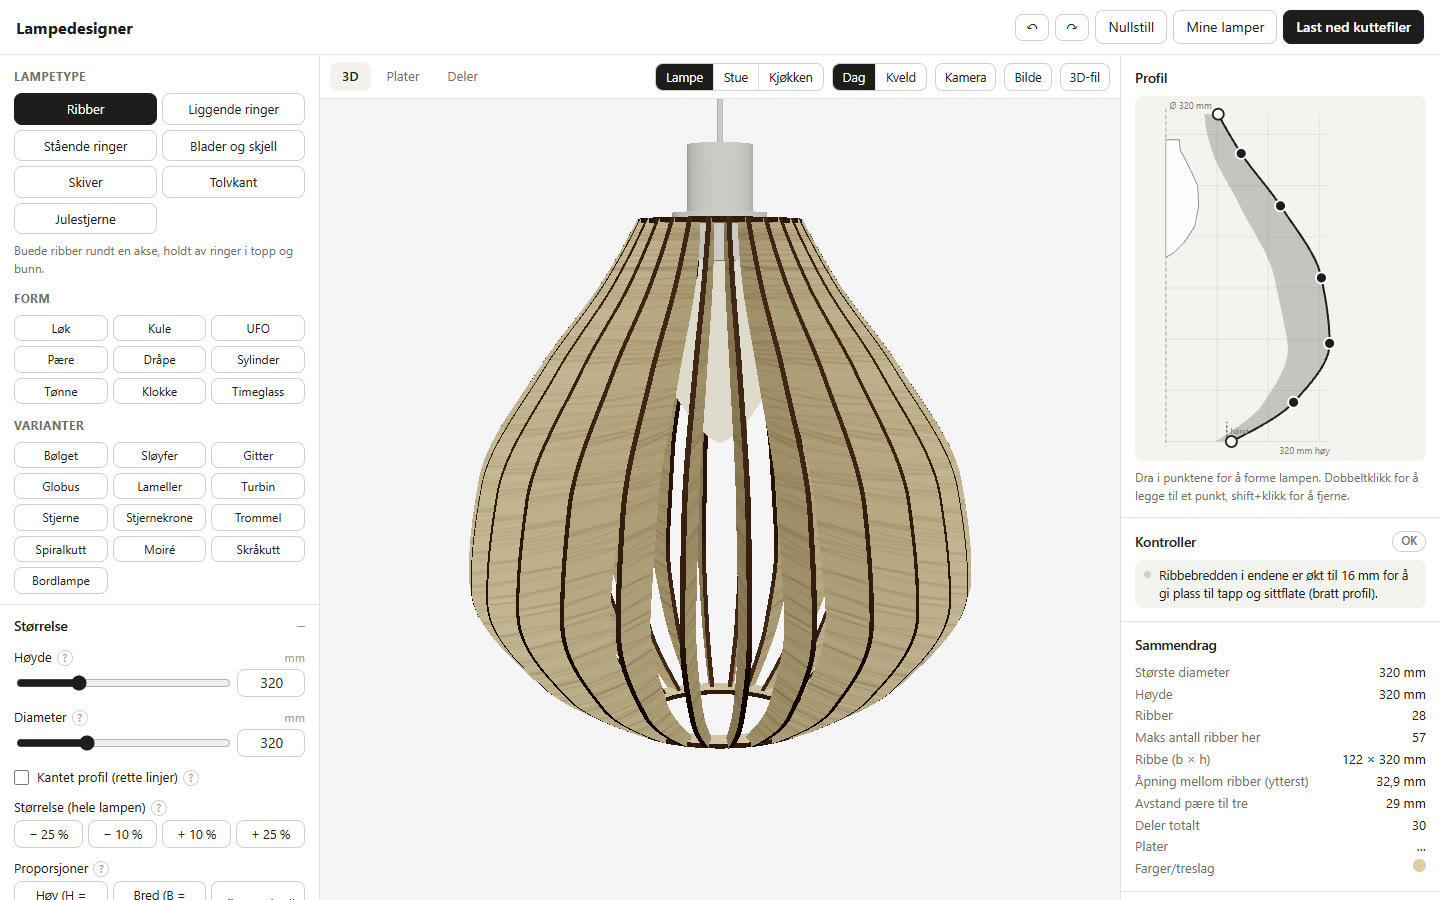 Lampedesigner
Nullstill
Mine lamper
Last ned kuttefiler
LAMPETYPE
Ribber
Liggende ringer
Stående ringer
Blader og skjell
Skiver
Tolvkant
Julestjerne
Buede ribber rundt en akse, holdt av ringer i topp og
bunn.
FORM
Løk
Kule
UFO
Pære
Dråpe
Sylinder
Tønne
Klokke
Timeglass
VARIANTER
Bølget
Sløyfer
Gitter
Globus
Lameller
Turbin
Stjerne
Stjernekrone
Trommel
Spiralkutt
Moiré
Skråkutt
Bordlampe
Størrelse
–
Høyde ?
mm
320
Diameter ?
mm
320
Kantet profil (rette linjer) ?
Størrelse (hele lampen) ?
− 25 %
− 10 %
+ 10 %
+ 25 %
Proporsjoner ?
Høy (H =
Bred (B =
3D
Plater
Deler
Lampe
Stue
Kjøkken
Dag
Kveld
Kamera
Bilde
3D-fil
Profil
Ø 320 mm
320 mm høy
Dra i punktene for å forme lampen. Dobbeltklikk for å
legge til et punkt, shift+klikk for å fjerne.
Kontroller
OK
Ribbebredden i endene er økt til 16 mm for å
gi plass til tapp og sittflate (bratt profil).
Sammendrag
Største diameter 320 mm
Høyde 320 mm
Ribber 28
Maks antall ribber her 57
Ribbe (b × h) 122 × 320 mm
Åpning mellom ribber (ytterst) 32,9 mm
Avstand pære til tre 29 mm
Deler totalt 30
Plater ...
Farger/treslag